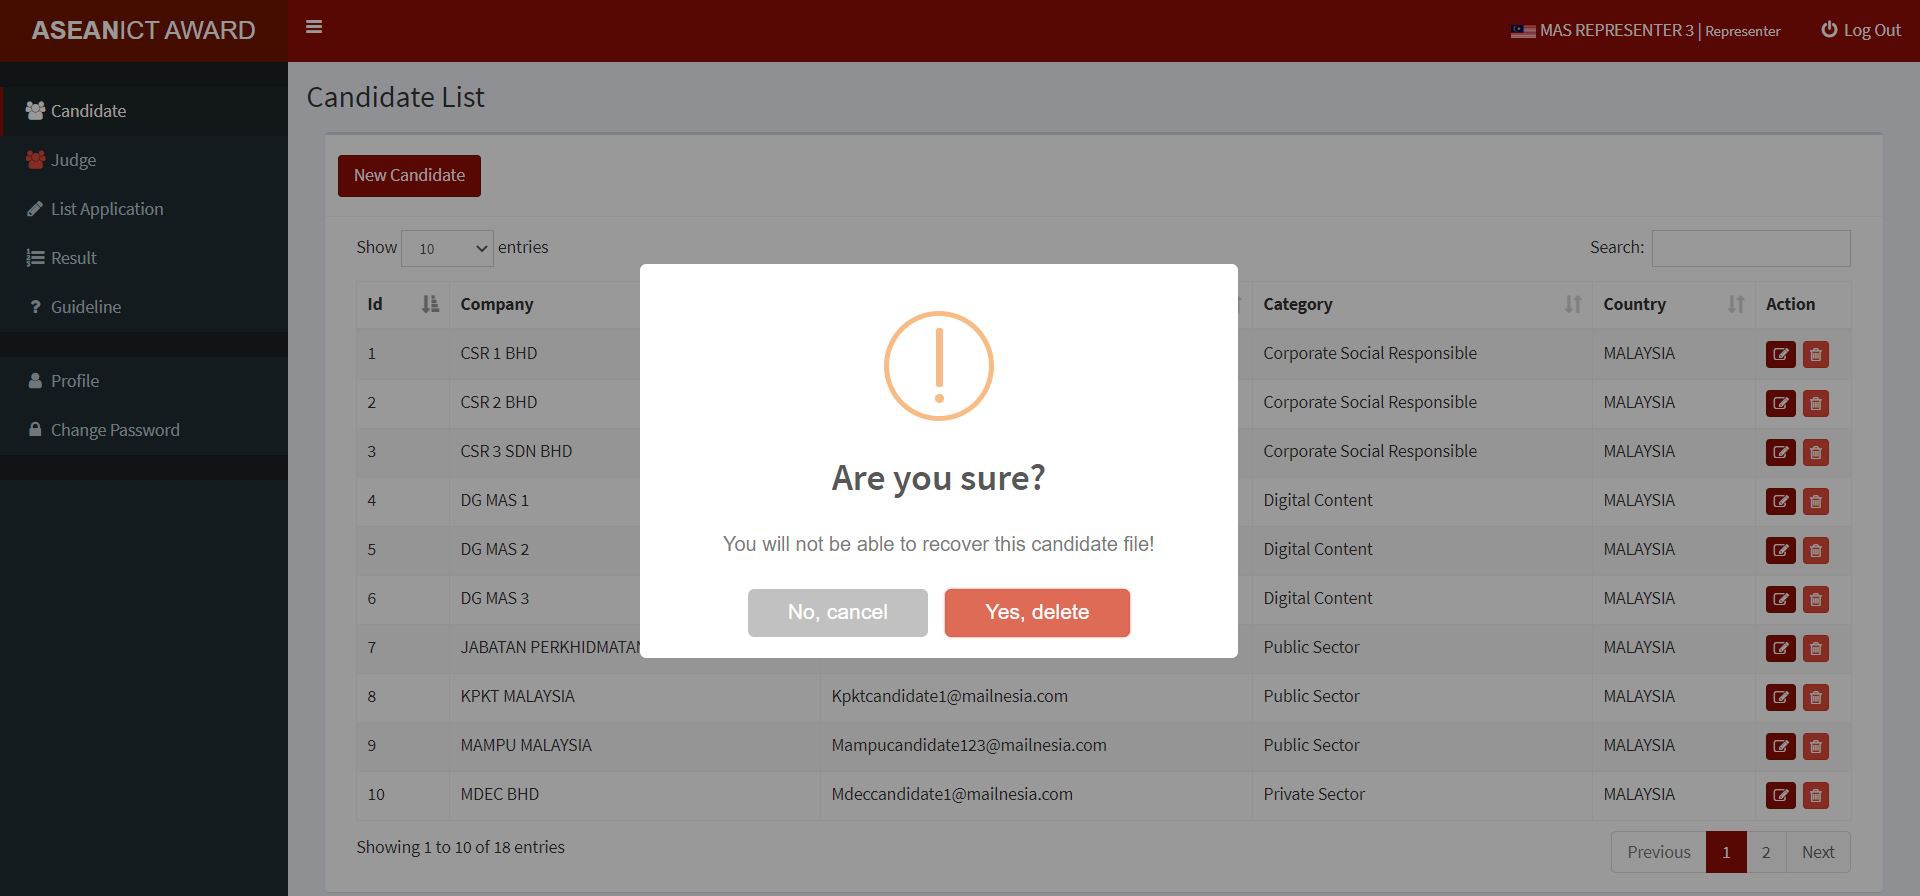 ASEANICT AWARD
MAS REPRESENTER 3 | Representer
Log Out
Candidate
Judge
List Application
Result
Guideline
Profile
Change Password
Candidate List
New Candidate
Show 10 entries
Search:
Id Company Category Country Action
1 CSR 1 BHD Corporate Social Responsible MALAYSIA
2 CSR 2 BHD Corporate Social Responsible MALAYSIA
3 CSR 3 SDN BHD Corporate Social Responsible MALAYSIA
4 DG MAS 1 Digital Content MALAYSIA
5 DG MAS 2 Digital Content MALAYSIA
6 DG MAS 3 Digital Content MALAYSIA
7 JABATAN Public Sector MALAYSIA
8 KPKT MALAYSIA Kpktcandidate1@mailnesia.com Public Sector MALAYSIA
9 MAMPU MALAYSIA Mampucandidate123@mailnesia.com Public Sector MALAYSIA
10 MDEC BHD Mdeccandidate1@mailnesia.com Private Sector MALAYSIA
Showing 1 to 10 of 18 entries
Previous 1 2 Next
Are you sure?
You will not be able to recover this candidate file!
No, cancel
Yes, delete